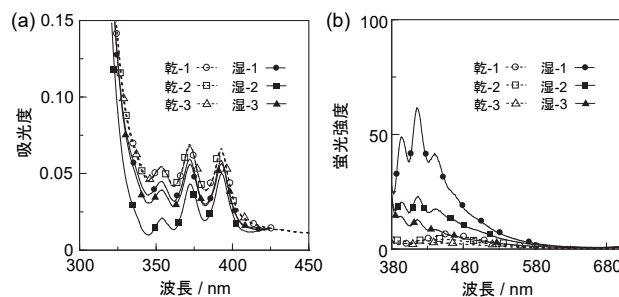 (a)
0.15
0.10
0.05
0
吸光度
乾-1 湿-1
乾-2 湿-2
乾-3 湿-3
300 350 400 450
波長 / nm
(b)
100
50
0
蛍光強度
乾-1 湿-1
乾-2 湿-2
乾-3 湿-3
380 480 580 680
波長 / nm